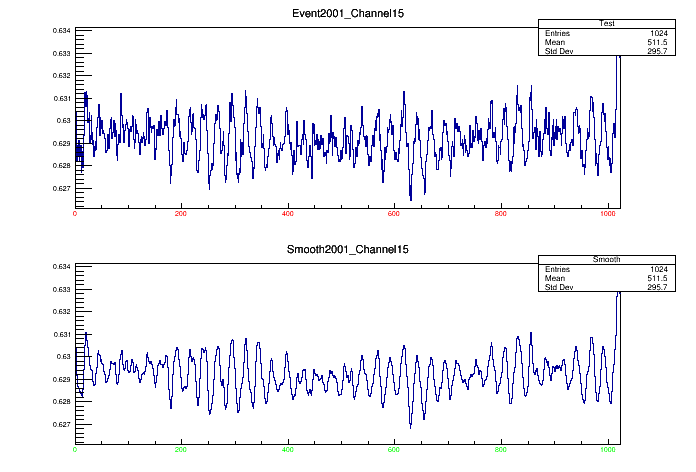 Event2001_Channel15
Test
Entries 1024
Mean 511.5
Std Dev 295.7
0.634
0.633
0.632
0.631
0.63
0.629
0.628
0.627
0 200 400 600 800 1000
Smooth2001_Channel15
Smooth
Entries 1024
Mean 511.5
Std Dev 295.7
0.634
0.633
0.632
0.631
0.63
0.629
0.628
0.627
0 200 400 600 800 1000